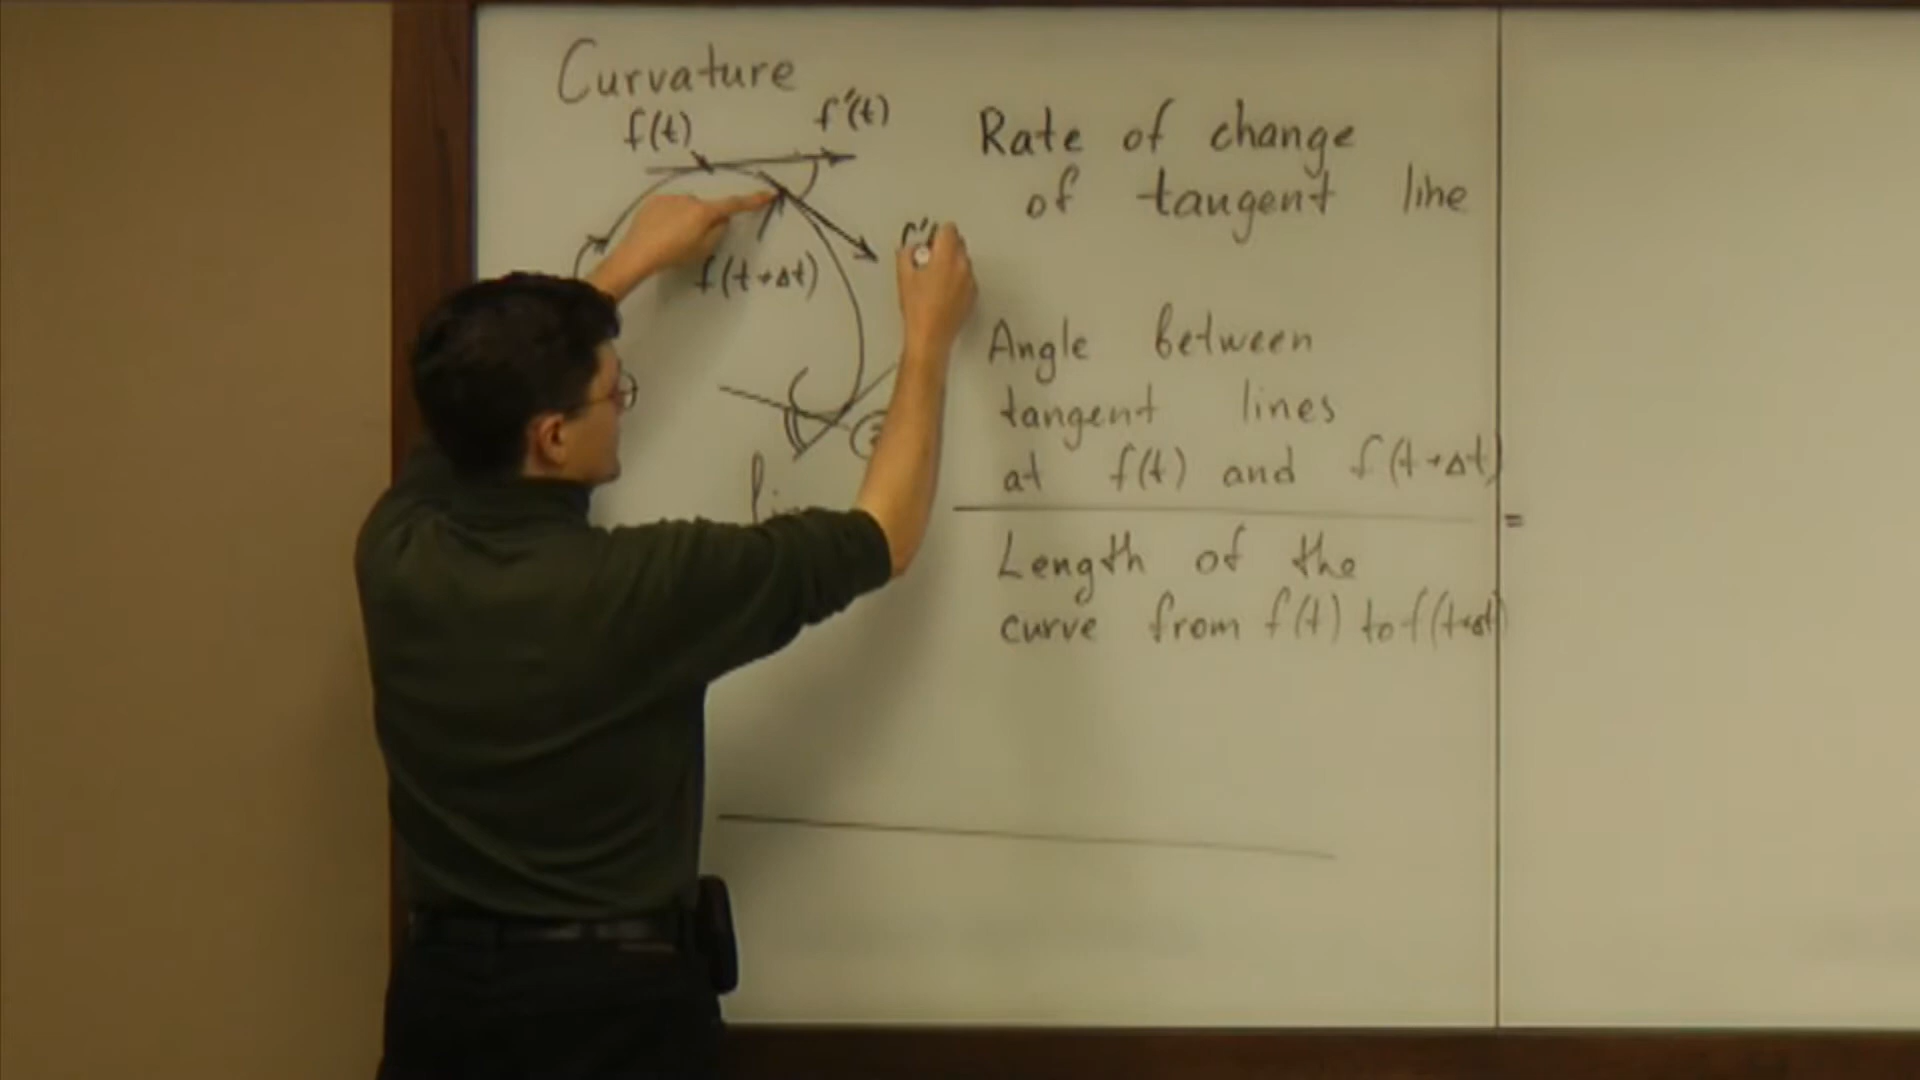 Curvature
f(t)
f'(t)
f(t+Δt)
Rate of change
of tangent line
Angle between
tangent lines
at f(t) and f(t+Δt)
=
Length of the
curve from f(t) to f(t+Δt)